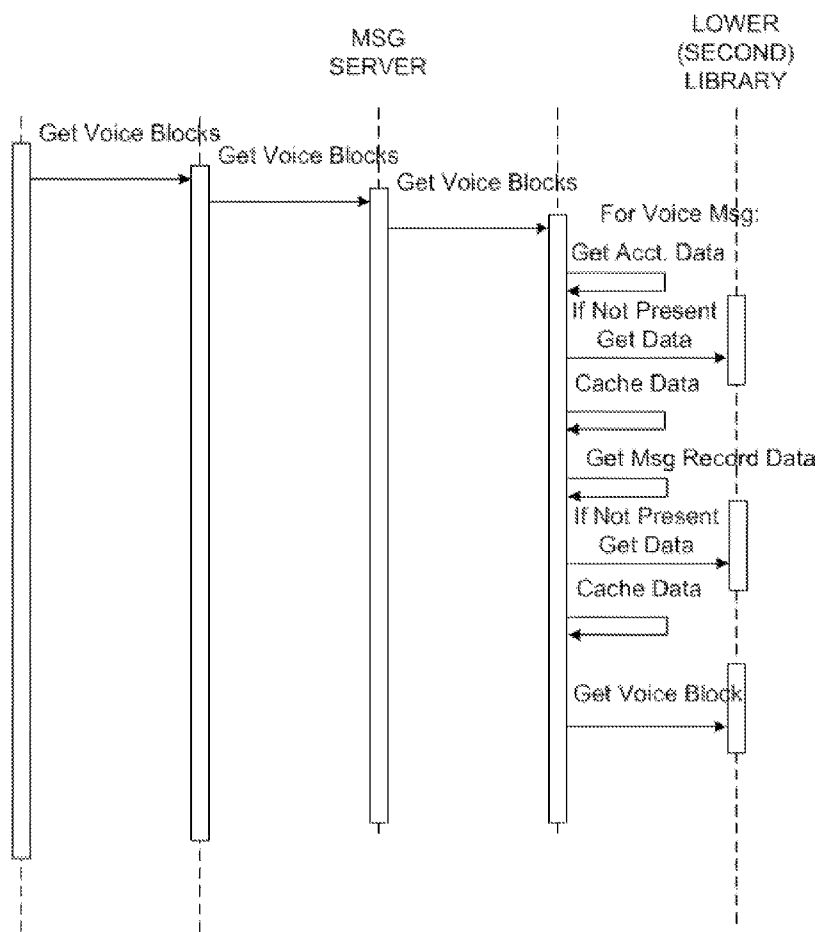 MSG
SERVER
LOWER
(SECOND)
LIBRARY
Get Voice Blocks
Get Voice Blocks
Get Voice Blocks
For Voice Msg:
Get Acct. Data
If Not Present
Get Data
Cache Data
Get Msg Record Data
If Not Present
Get Data
Cache Data
Get Voice Block